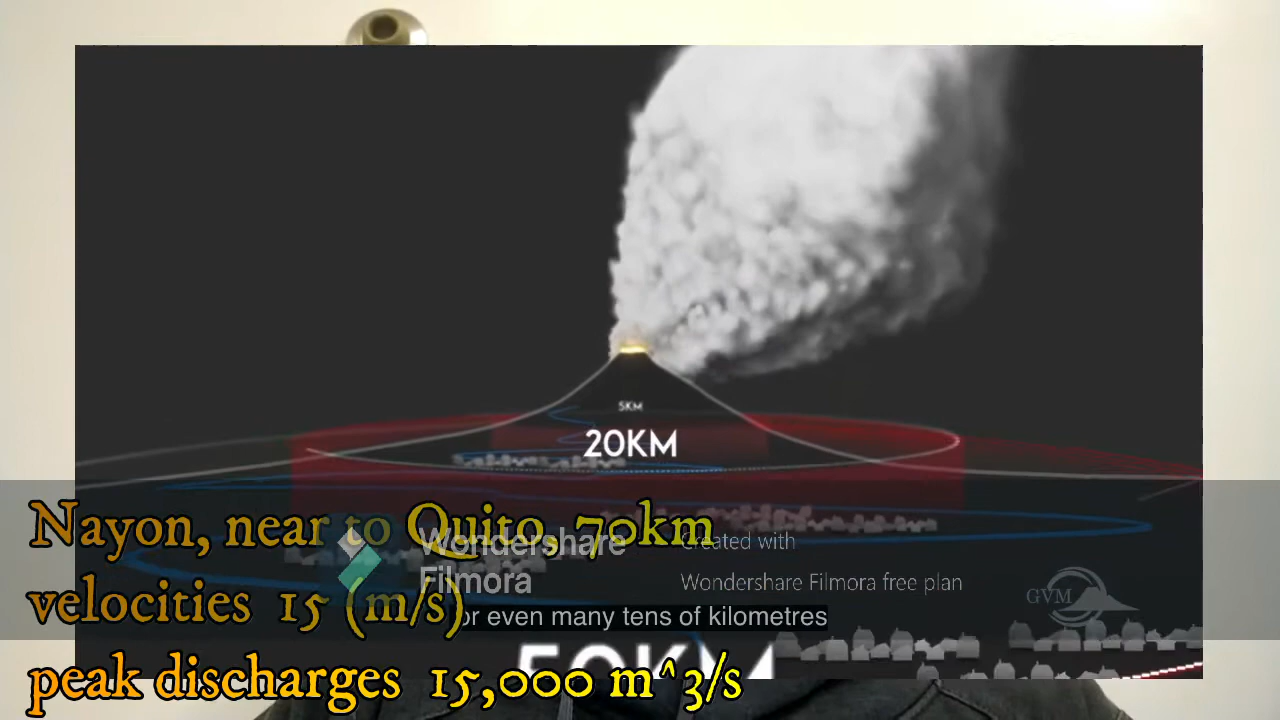 5KM
20KM
Nayon, near to Quito, 70km
Wondershare
Filmora
Created with
Wondershare Filmora free plan
velocities 15 (m/s)
or even many tens of kilometres
GVM
50KM
peak discharges 15,000 m^3/s